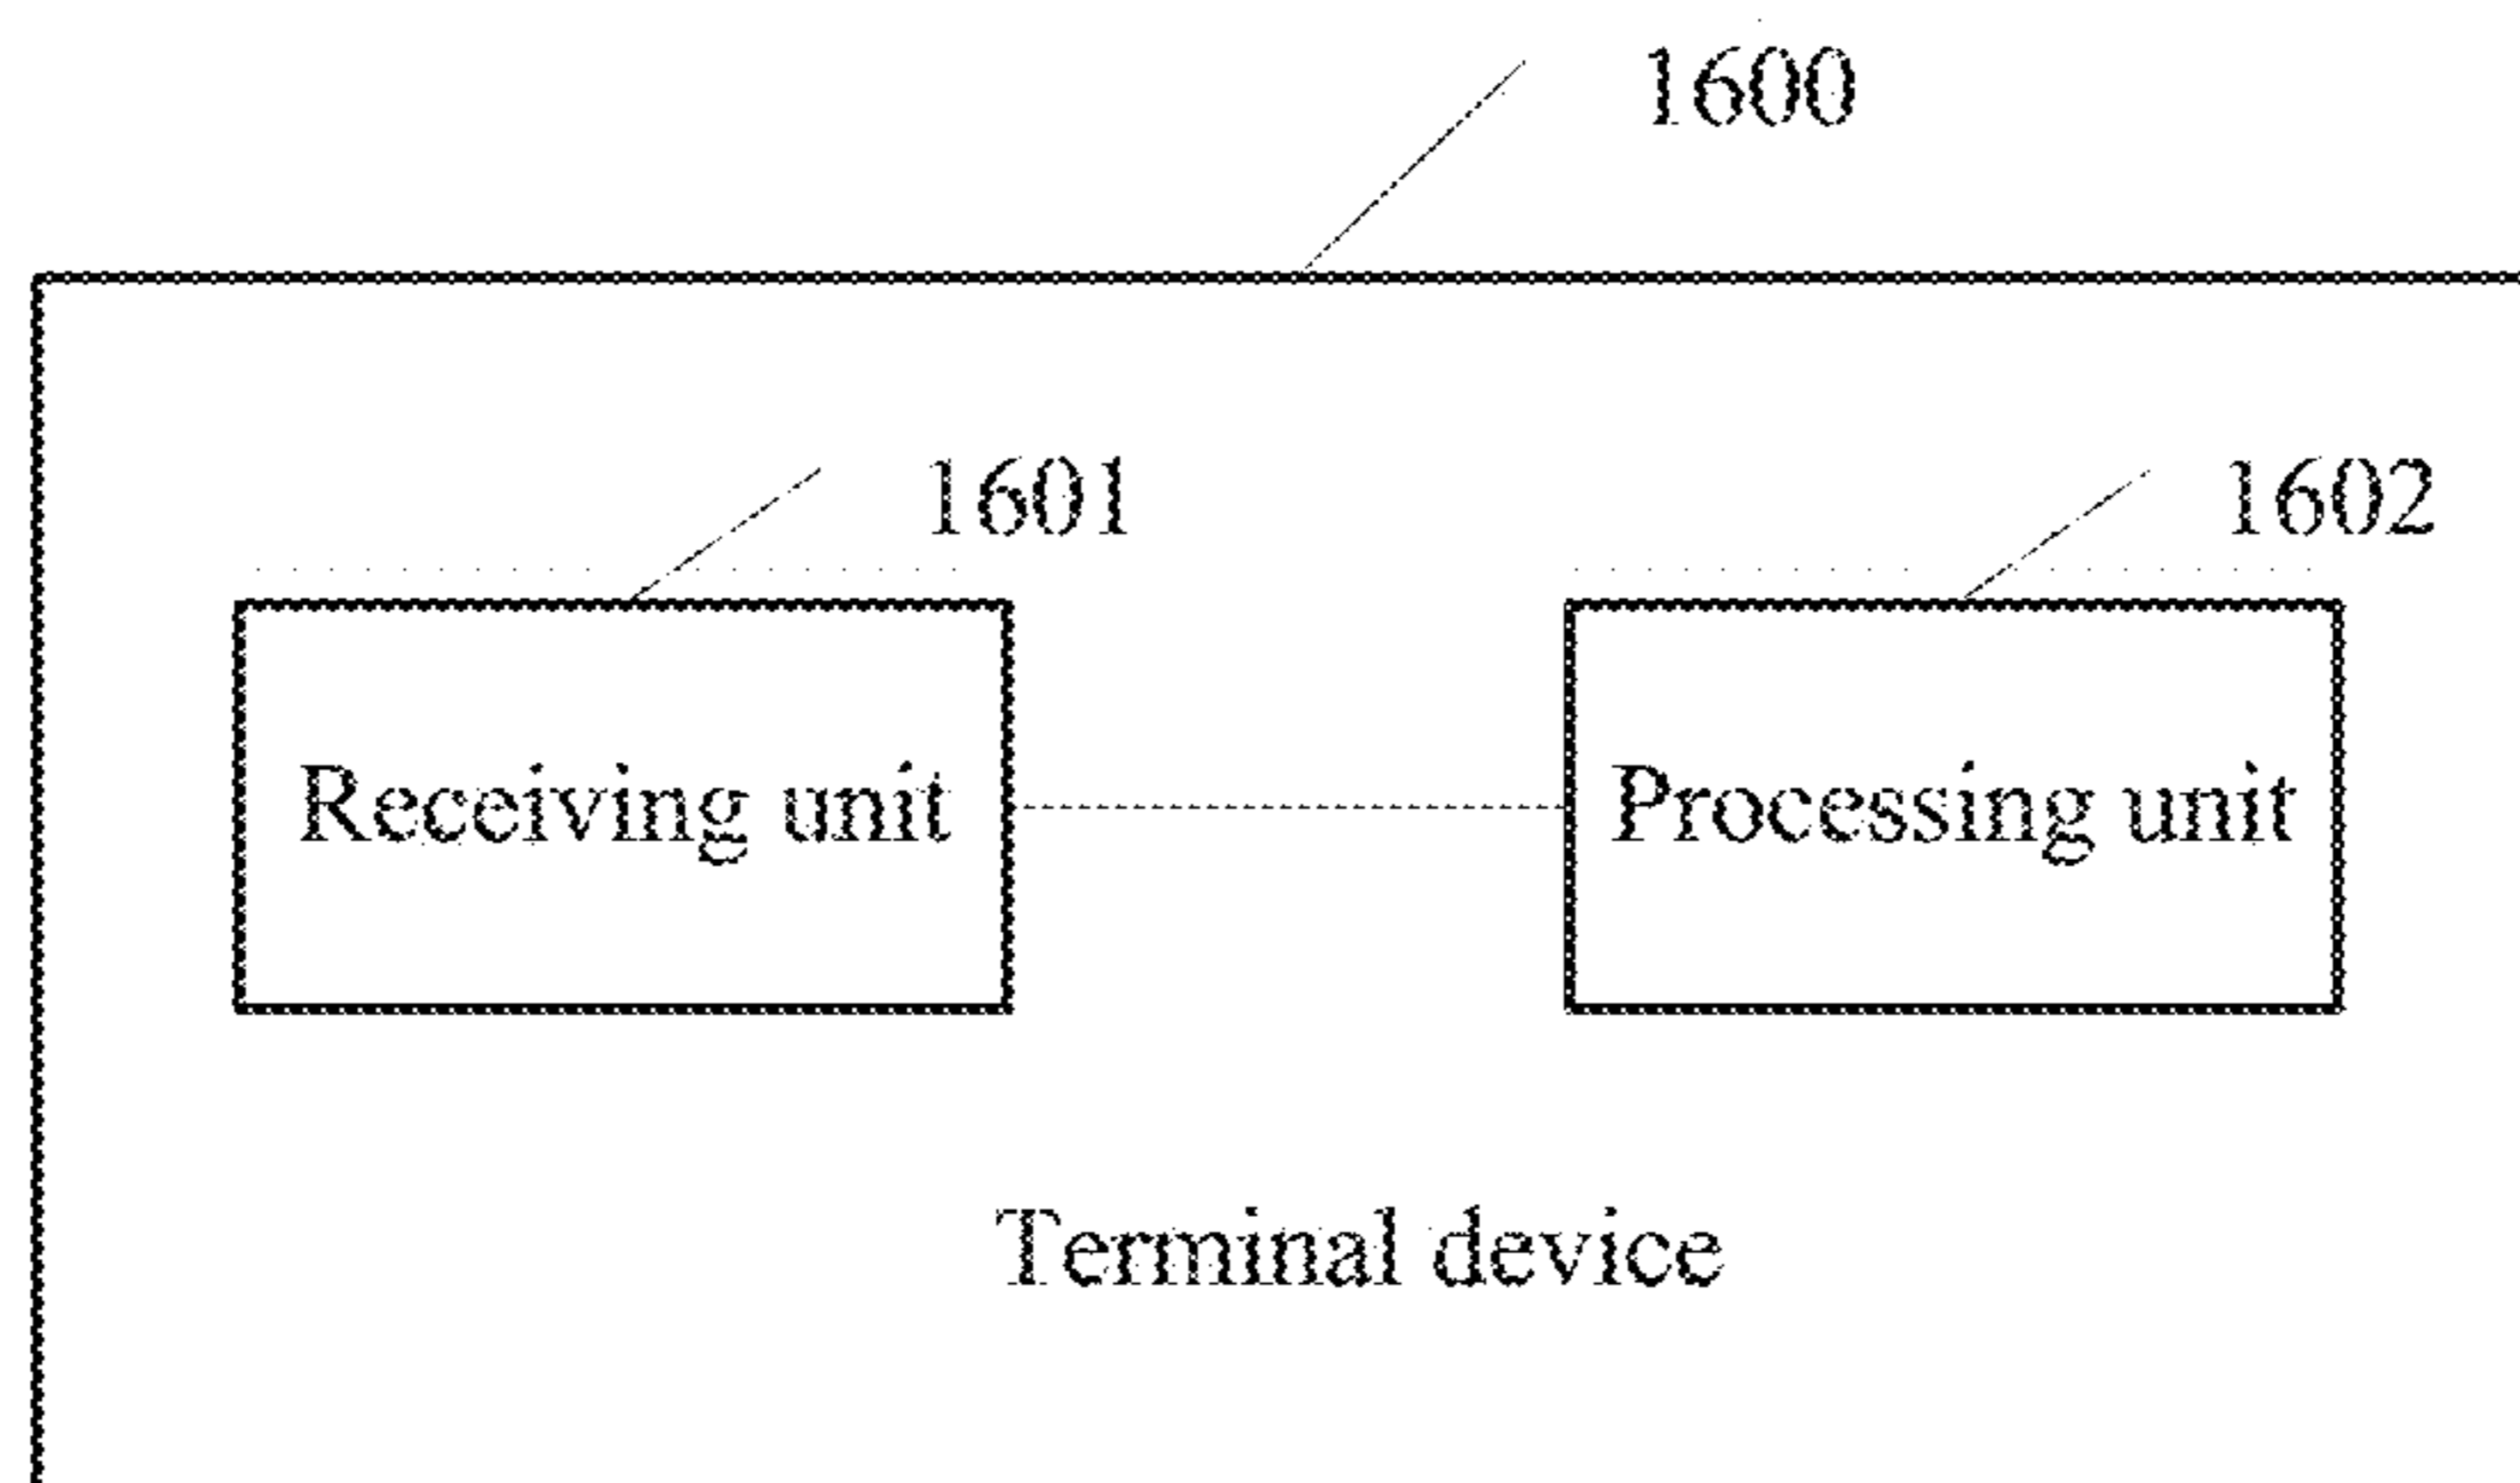 1600
1601
1602
Receiving unit
Processing unit
Terminal device